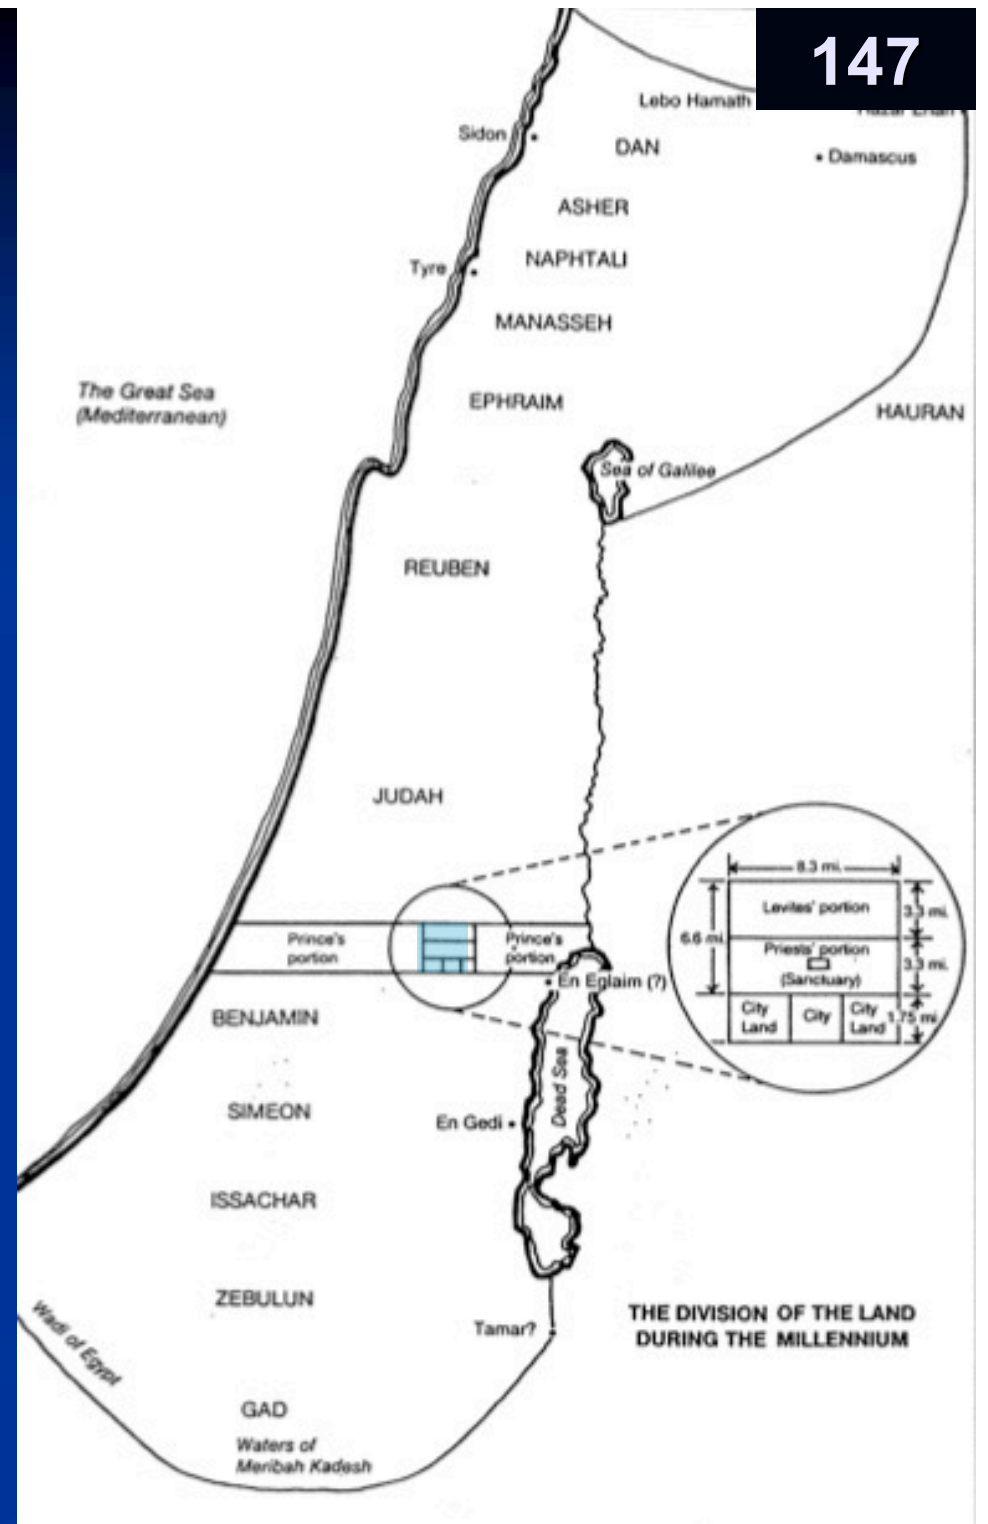 147
Lebo Hamath
Hazar Enan
Sidon
DAN
Damascus
ASHER
NAPHTALI
Tyre
MANASSEH
The Great Sea
(Mediterranean)
EPHRAIM
HAURAN
Sea of Galilee
REUBEN
JUDAH
8.3 mi.
Levites' portion
3.3 mi.
6.6 mi.
Priests' portion
3.3 mi.
(Sanctuary)
City
Land
City
City
Land
1.75 mi.
Prince's
portion
Prince's
portion
En Eglaim (?)
BENJAMIN
Dead Sea
SIMEON
En Gedi
ISSACHAR
ZEBULUN
THE DIVISION OF THE LAND
DURING THE MILLENNIUM
Tamar?
Wadi of Egypt
GAD
Waters of
Meribah Kadesh